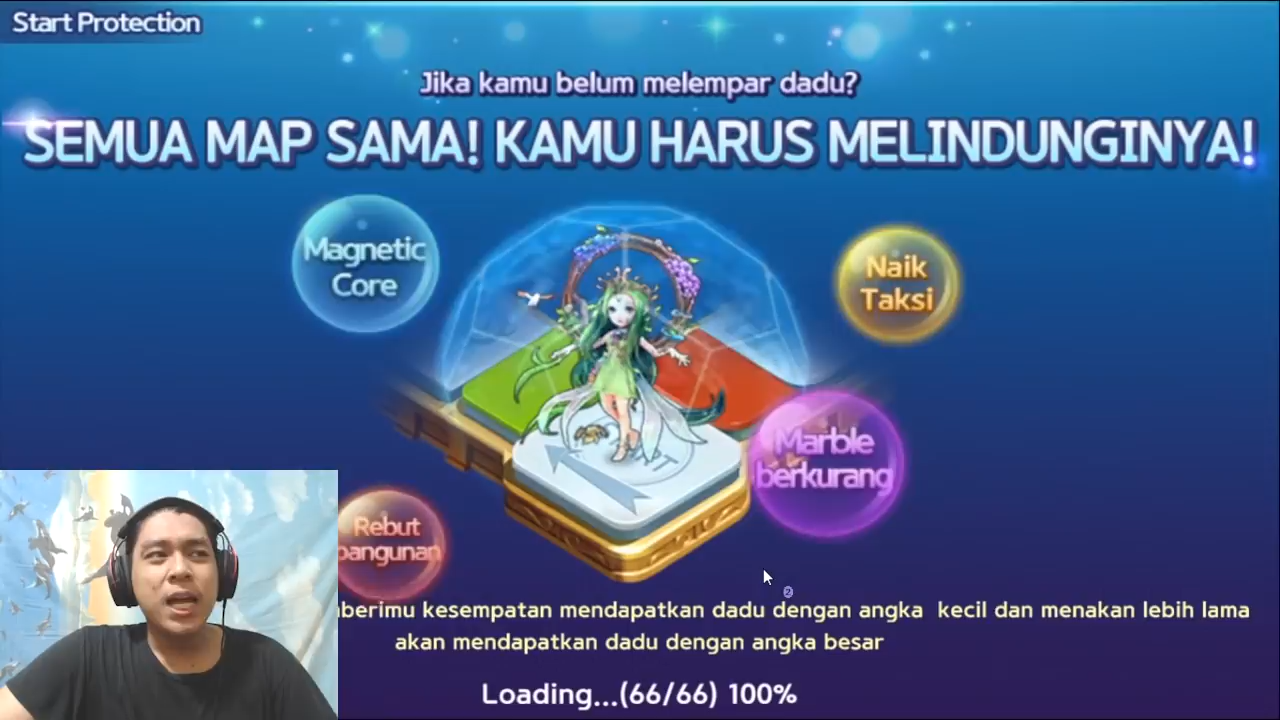 Start Protection
Jika kamu belum melempar dadu?
SEMUA MAP SAMA! KAMU HARUS MELINDUNGINYA!
Magnetic
Core
Naik
Taksi
Marble
berkurang
Rebut
bangunan
kesempatan mendapatkan dadu dengan angka kecil dan menakan lebih lama
akan mendapatkan dadu dengan angka besar
Loading...(66/66) 100%